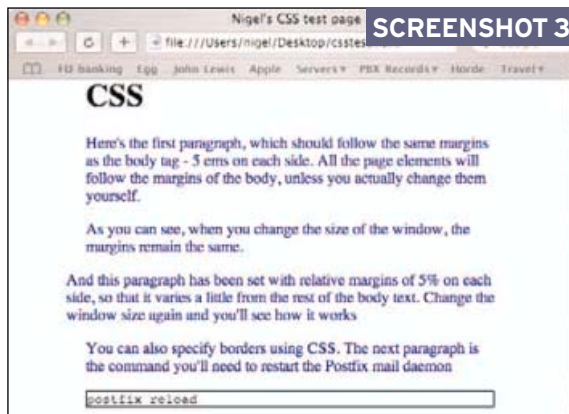 Nigel's CSS test page
SCREENSHOT 3
file:///Users/nigel/Desktop/csstes
HD banking Egg John Lewis Apple Servers PBX Records Horde Travel
CSS
Here's the first paragraph, which should follow the same margins
as the body tag - 5 ems on each side. All the page elements will
follow the margins of the body, unless you actually change them
yourself.
As you can see, when you change the size of the window, the
margins remain the same.
And this paragraph has been set with relative margins of 5% on each
side, so that it varies a little from the rest of the body text. Change the
window size again and you'll see how it works
You can also specify borders using CSS. The next paragraph is
the command you'll need to restart the Postfix mail daemon
postfix reload